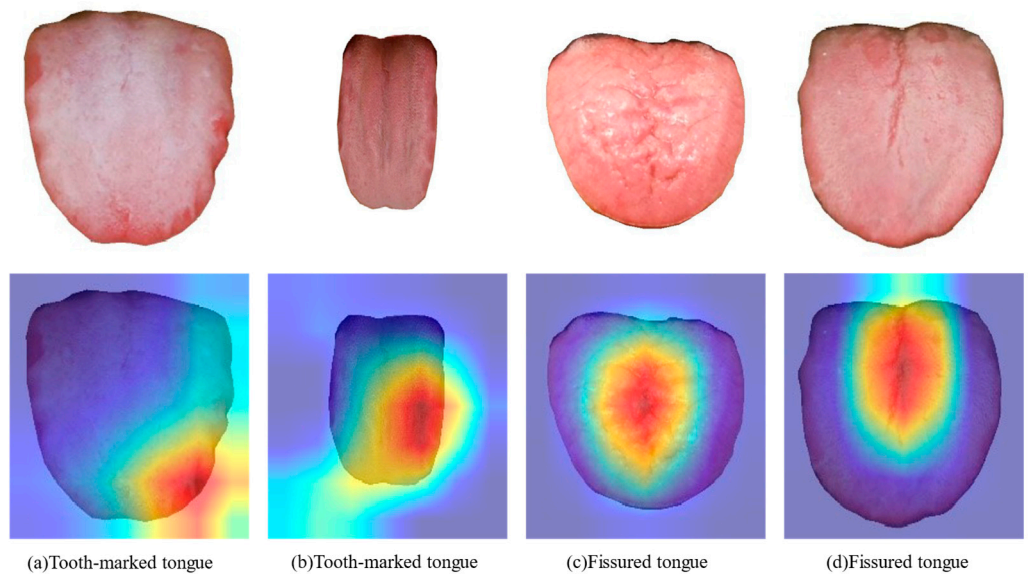 (a)Tooth-marked tongue
(b)Tooth-marked tongue
(c)Fissured tongue
(d)Fissured tongue